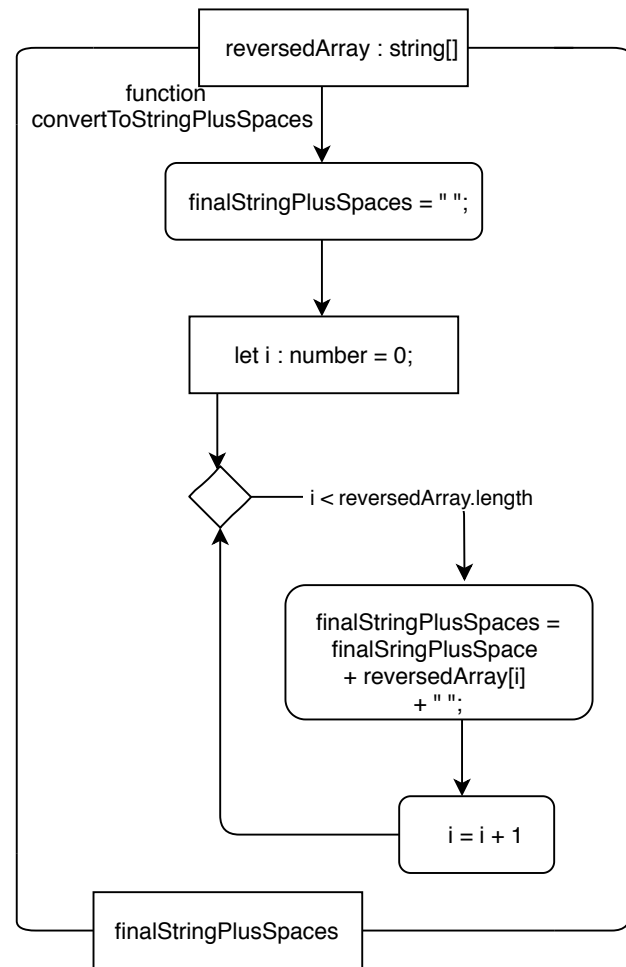 reversedArray : string[]
function
convertToStringPlusSpaces
finalStringPlusSpaces = " ";
let i : number = 0;
i < reversedArray.length
finalStringPlusSpaces =
finalSringPlusSpace
+ reversedArray[i]
+ " ";
i = i + 1
finalStringPlusSpaces